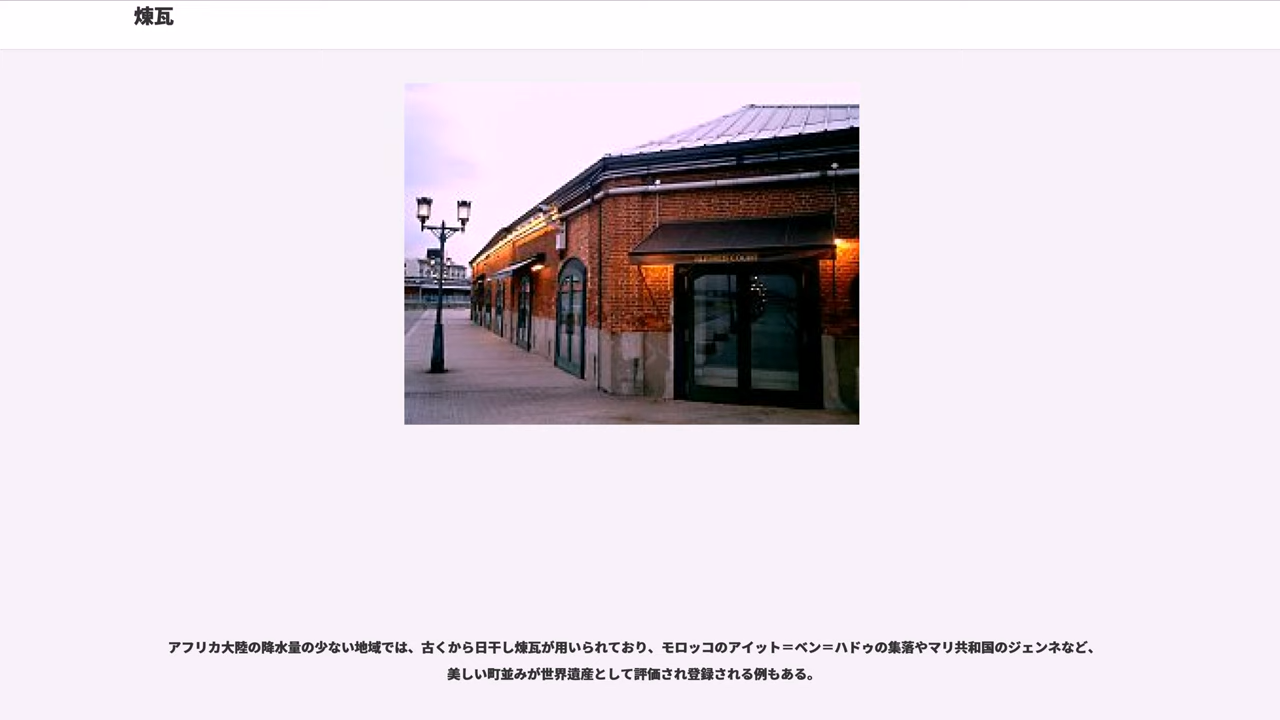 煉瓦
アフリカ大陸の降水量の少ない地域では、古くから日干し煉瓦が用いられており、モロッコのアイット＝ベン＝ハドゥの集落やマリ共和国のジェンネなど、
美しい町並みが世界遺産として評価され登録される例もある。